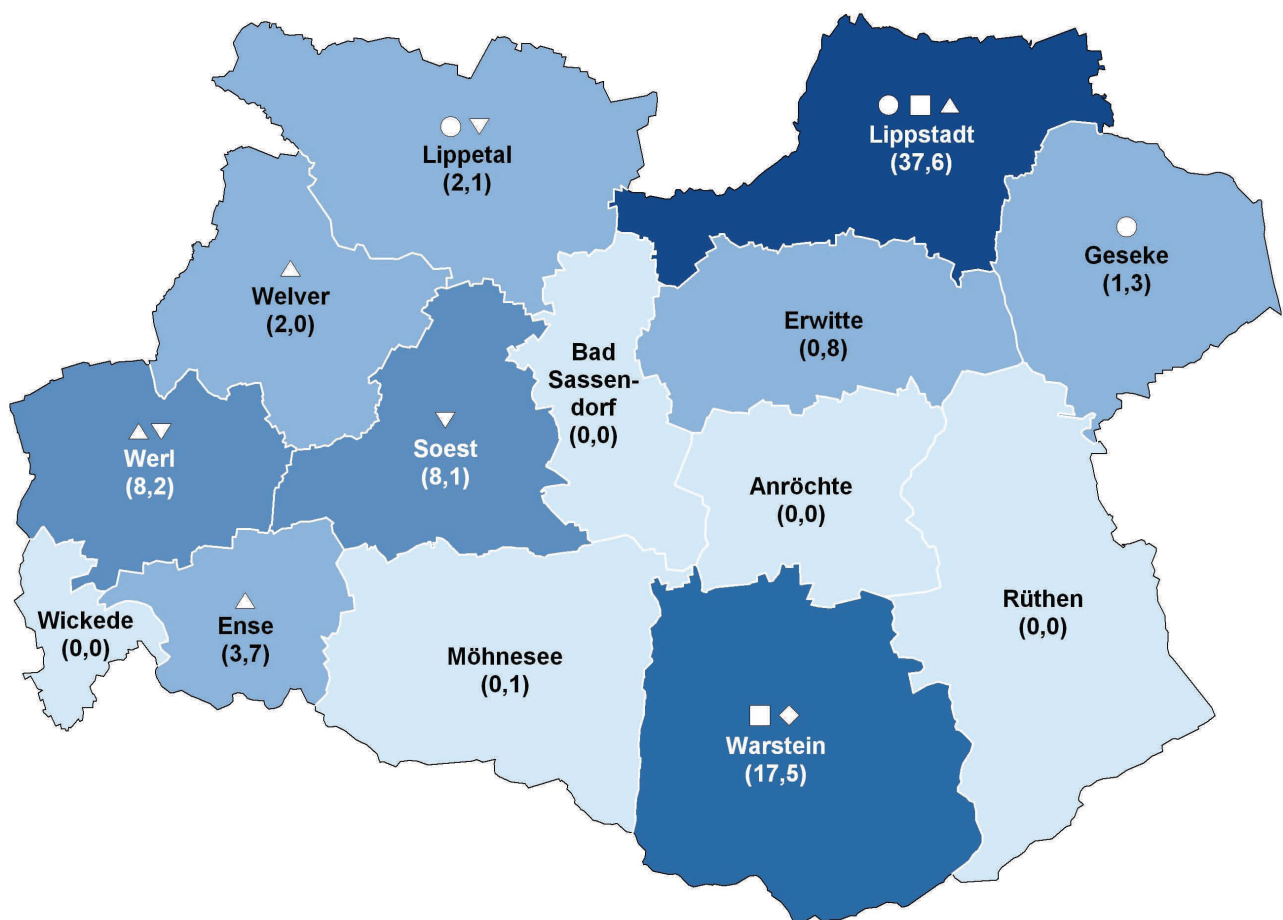 Lippstadt
(37,6)
Lippetal
(2,1)
Geseke
(1,3)
Welver
(2,0)
Erwitte
(0,8)
Bad
Sassen-
dorf
(0,0)
Werl
(8,2)
Soest
(8,1)
Anröchte
(0,0)
Wickede
(0,0)
Ense
(3,7)
Möhnesee
(0,1)
Rüthen
(0,0)
Warstein
(17,5)